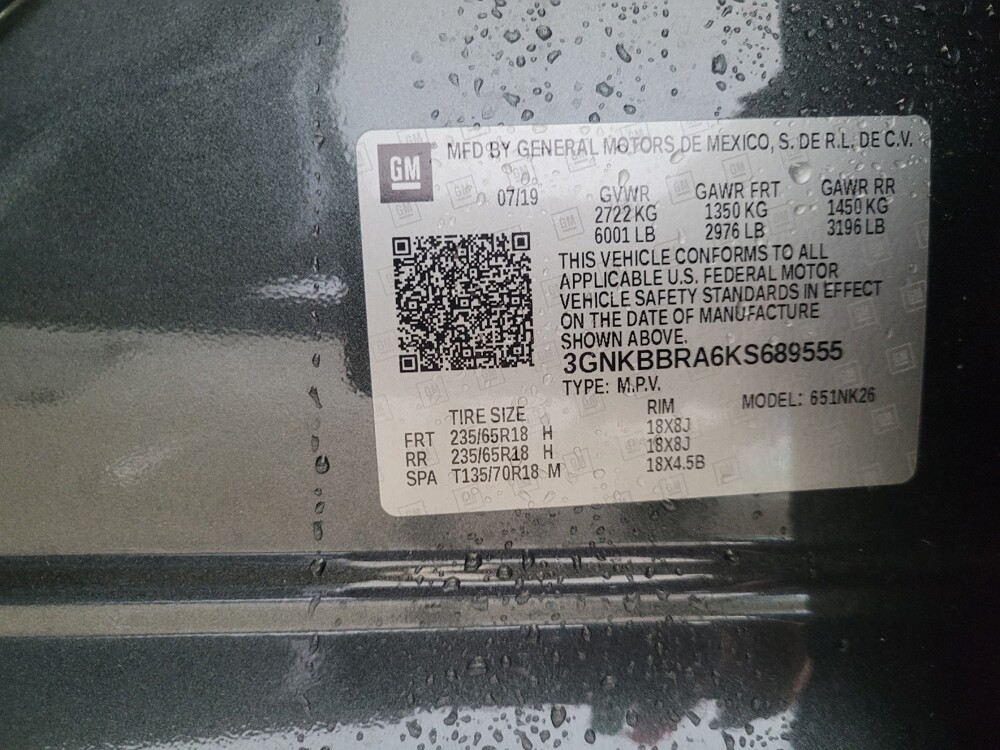 GM
MFD BY GENERAL MOTORS DE MEXICO, S. DE R.L. DE C.V.
07/19
GVWR GAWR FRT GAWR RR
2722 KG 1350 KG 1450 KG
6001 LB 2976 LB 3196 LB
THIS VEHICLE CONFORMS TO ALL
APPLICABLE U.S. FEDERAL MOTOR
VEHICLE SAFETY STANDARDS IN EFFECT
ON THE DATE OF MANUFACTURE
SHOWN ABOVE.
3GNKBBRA6KS689555
TYPE: M.P.V.
MODEL: 651NK26
TIRE SIZE RIM
FRT 235/65R18 H 18X8J
RR 235/65R18 H 18X8J
SPA T135/70R18 M 18X4.5B